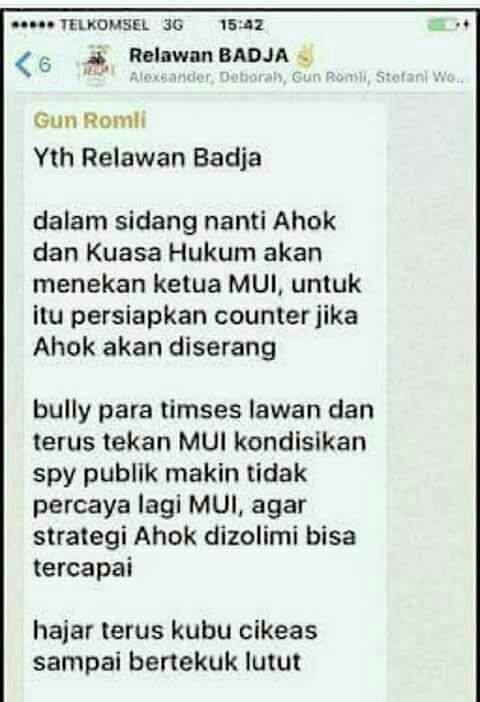 TELKOMSEL 3G 15:42
6 Relawan BADJA
Alexsander, Deborah, Gun Romli, Stefani Wo..
Gun Romli
Yth Relawan Badja
dalam sidang nanti Ahok
dan Kuasa Hukum akan
menekan ketua MUI, untuk
itu persiapkan counter jika
Ahok akan diserang
bully para timses lawan dan
terus tekan MUI kondisikan
spy publik makin tidak
percaya lagi MUI, agar
strategi Ahok dizolimi bisa
tercapai
hajar terus kubu cikeas
sampai bertekuk lutut